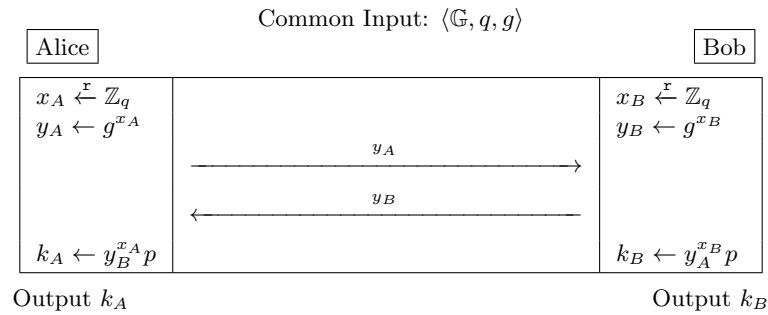 Common Input: ⟨𝔾, q, g⟩
Alice Bob
x_A ←^r ℤ_q x_B ←^r ℤ_q
y_A ← g^{x_A} y_B ← g^{x_B}
y_A
y_B
k_A ← y_B^{x_A} p k_B ← y_A^{x_B} p
Output k_A Output k_B